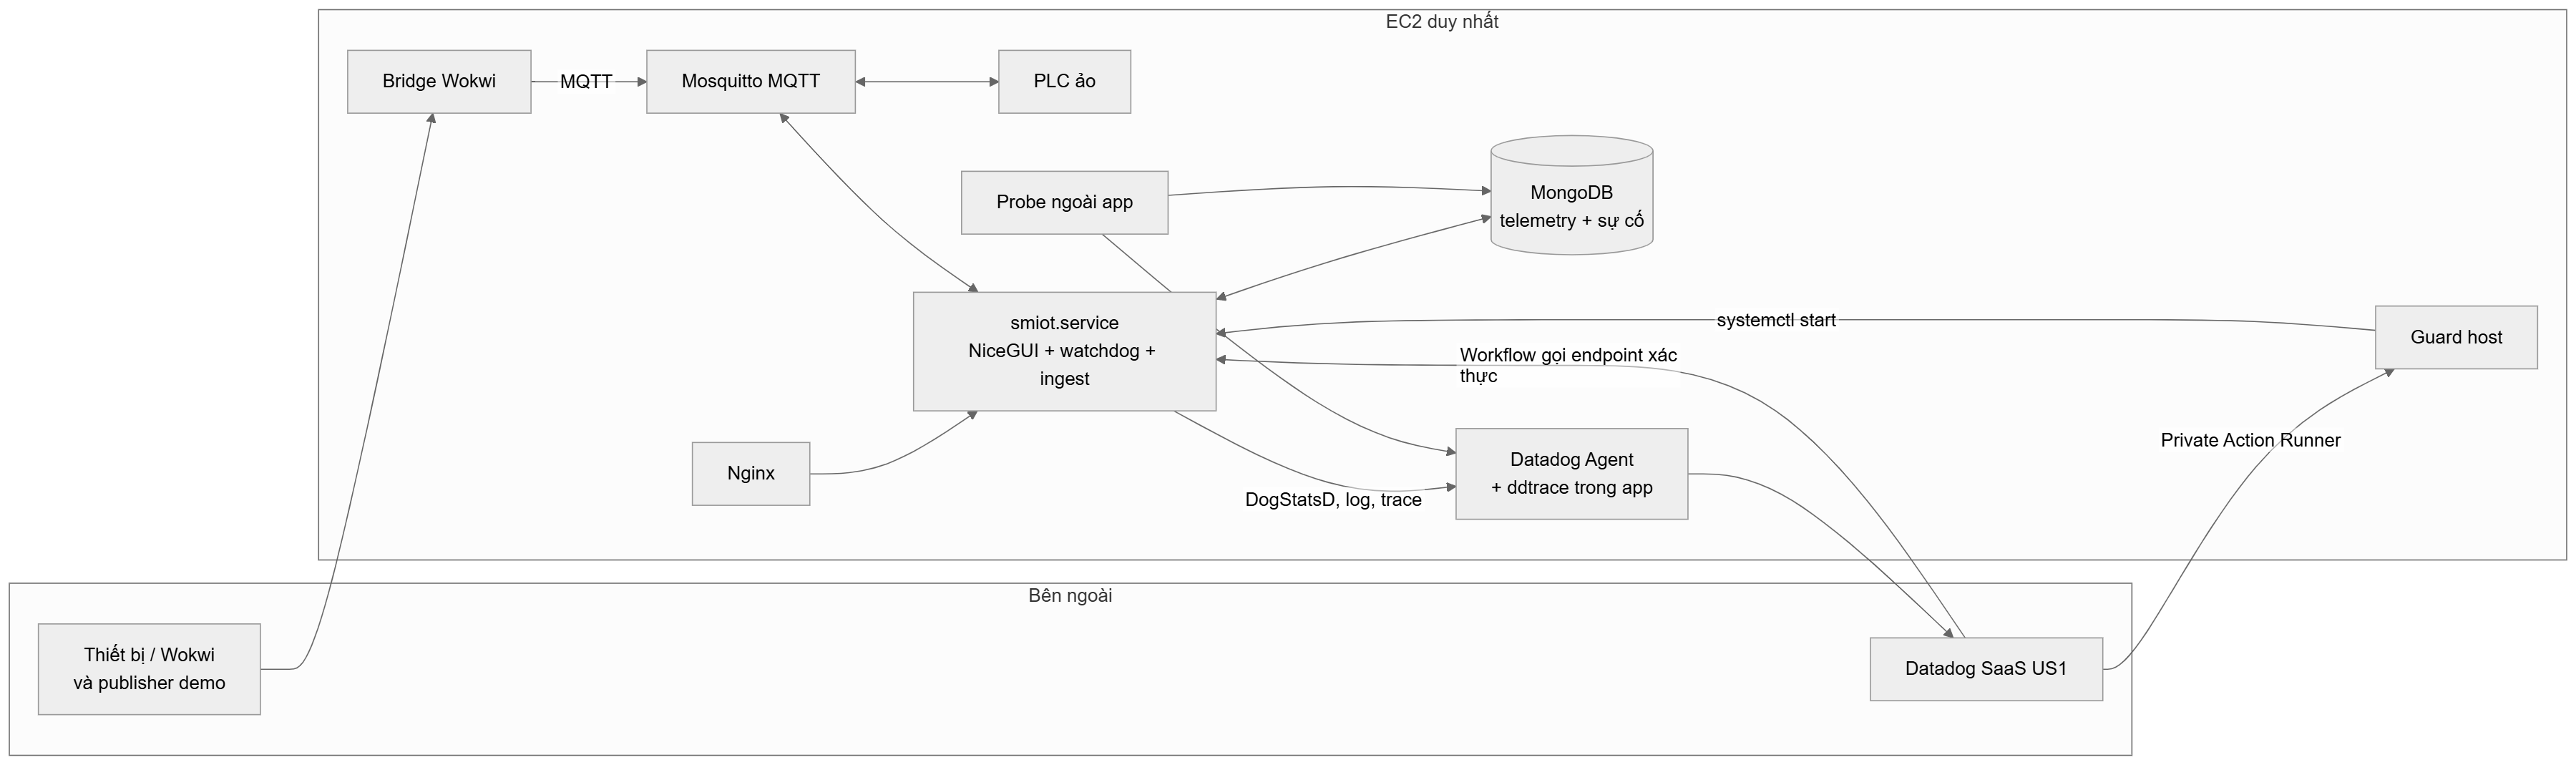 EC2 duy nhất
Bridge Wokwi
MQTT
Mosquitto MQTT
PLC ảo
Probe ngoài app
MongoDB
telemetry + sự cố
smiot.service
NiceGUI + watchdog +
ingest
systemctl start
Guard host
Workflow gọi endpoint xác
thực
Nginx
DogStatsD, log, trace
Datadog Agent
+ ddtrace trong app
Private Action Runner
Bên ngoài
Thiết bị / Wokwi
và publisher demo
Datadog SaaS US1